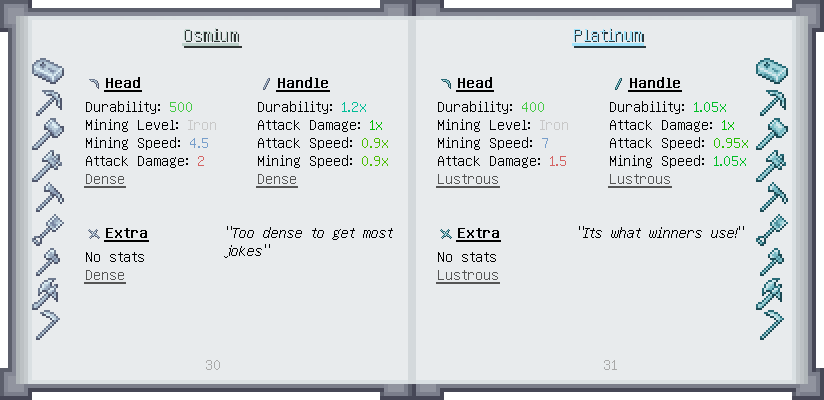 Osmium
Head
Durability: 500
Mining Level: Iron
Mining Speed: 4.5
Attack Damage: 2
Dense
Handle
Durability: 1.2x
Attack Damage: 1x
Attack Speed: 0.9x
Mining Speed: 0.9x
Dense
Extra
No stats
Dense
"Too dense to get most
jokes"
30
Platinum
Head
Durability: 400
Mining Level: Iron
Mining Speed: 7
Attack Damage: 1.5
Lustrous
Handle
Durability: 1.05x
Attack Damage: 1x
Attack Speed: 0.95x
Mining Speed: 1.05x
Lustrous
Extra
No stats
Lustrous
"Its what winners use!"
31